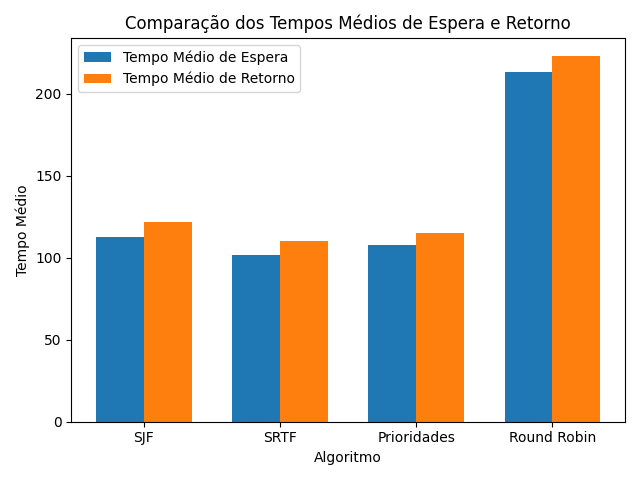 Comparação dos Tempos Médios de Espera e Retorno
Tempo Médio de Espera
Tempo Médio de Retorno
Tempo Médio
200
150
100
50
0
SJF
SRTF
Prioridades
Round Robin
Algoritmo